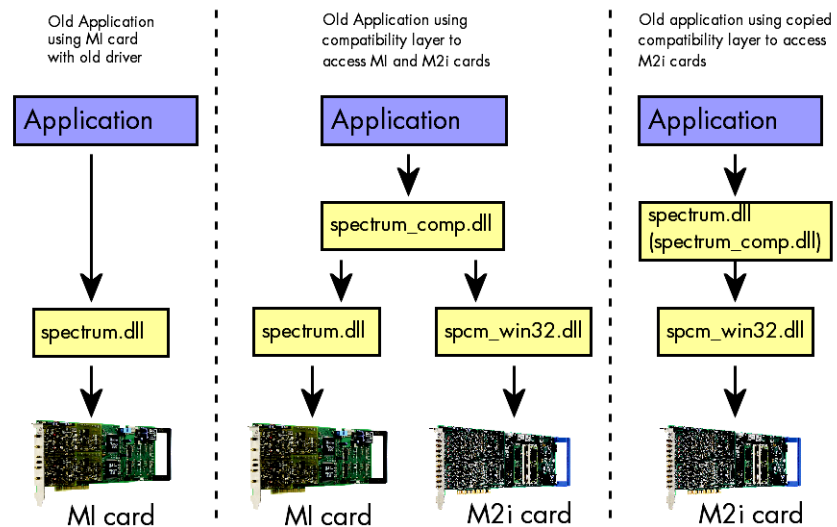 Old Application
using MI card
with old driver
Application
spectrum.dll
MI card
Old Application using
compatibility layer to
access MI and M2i cards
Application
spectrum_comp.dll
spectrum.dll
spcm_win32.dll
MI card
M2i card
Old application using copied
compatibility layer to access
M2i cards
Application
spectrum.dll
(spectrum_comp.dll)
spcm_win32.dll
M2i card